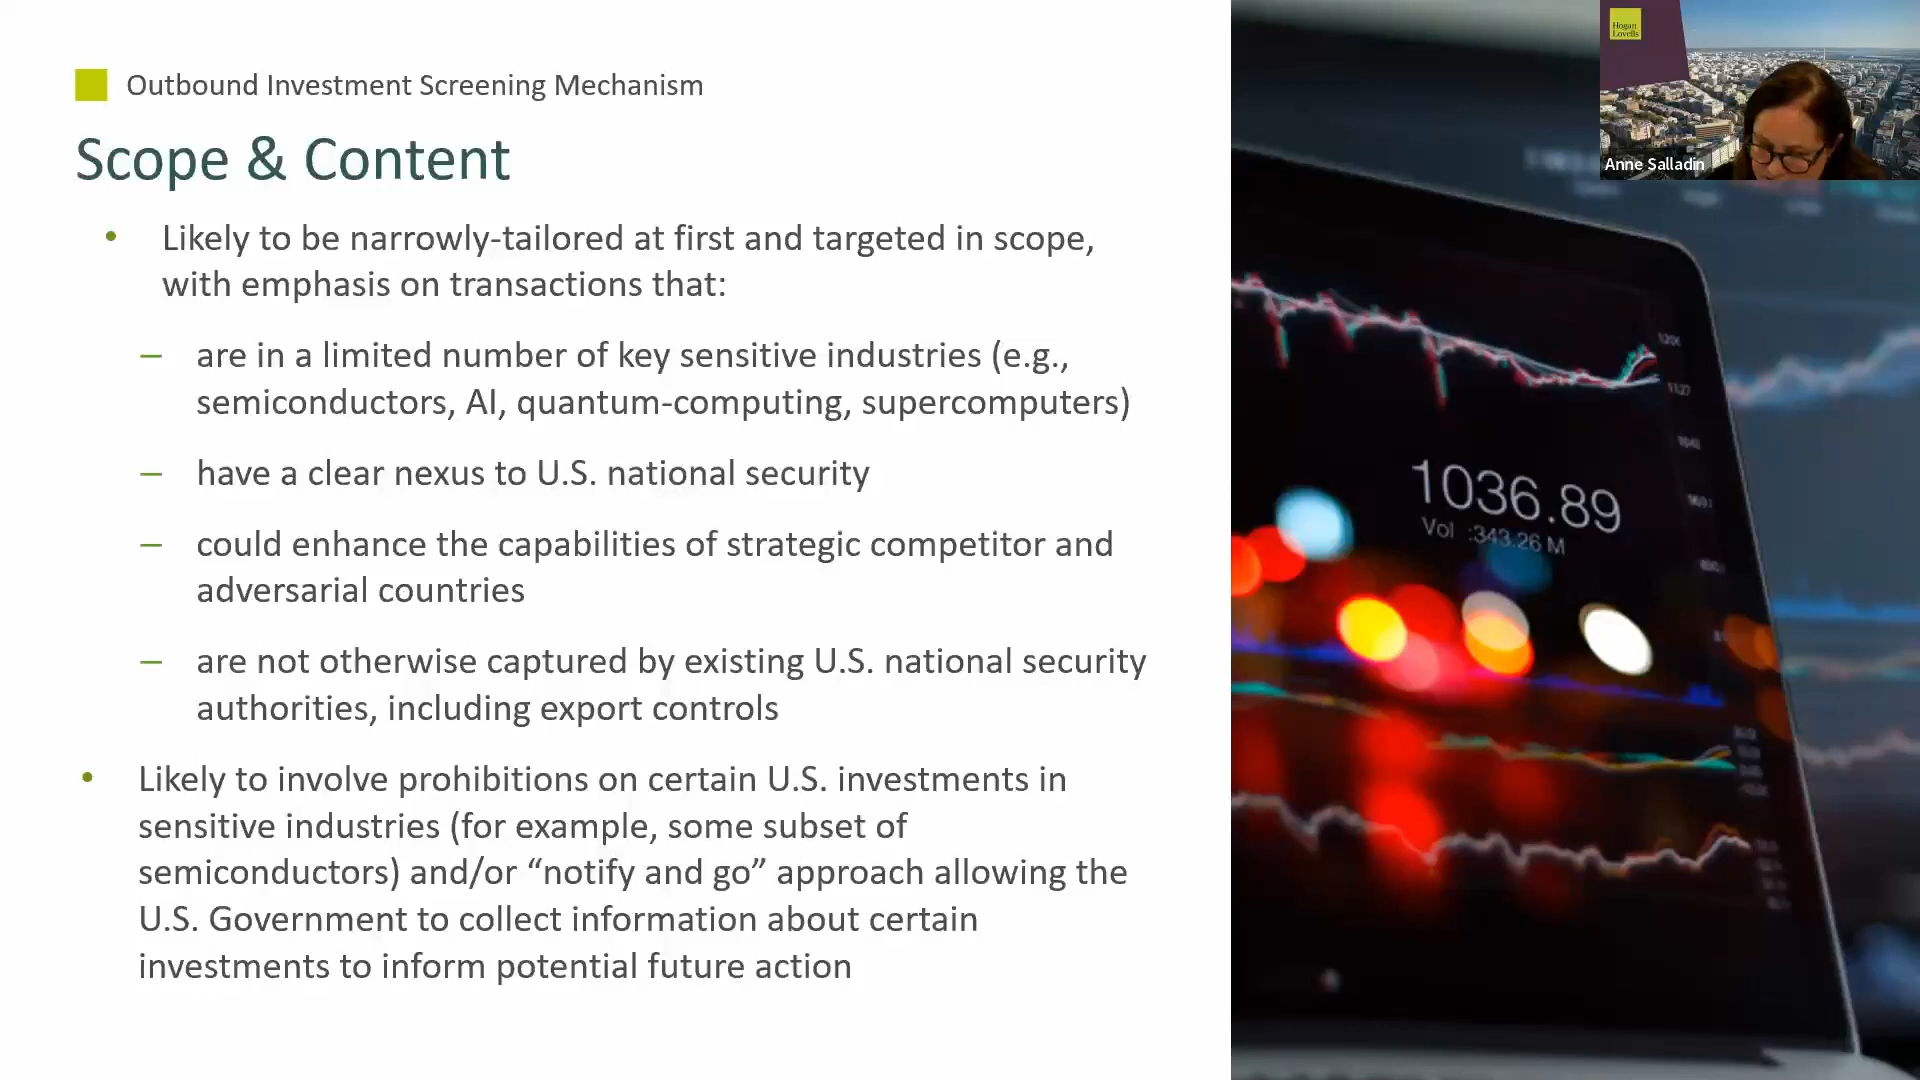 Outbound Investment Screening Mechanism
Scope & Content
• Likely to be narrowly-tailored at first and targeted in scope,
with emphasis on transactions that:
– are in a limited number of key sensitive industries (e.g.,
semiconductors, AI, quantum-computing, supercomputers)
– have a clear nexus to U.S. national security
– could enhance the capabilities of strategic competitor and
adversarial countries
– are not otherwise captured by existing U.S. national security
authorities, including export controls
• Likely to involve prohibitions on certain U.S. investments in
sensitive industries (for example, some subset of
semiconductors) and/or “notify and go” approach allowing the
U.S. Government to collect information about certain
investments to inform potential future action
Hogan
Lovells
Anne Salladin
1036.89
Vol :343.26 M